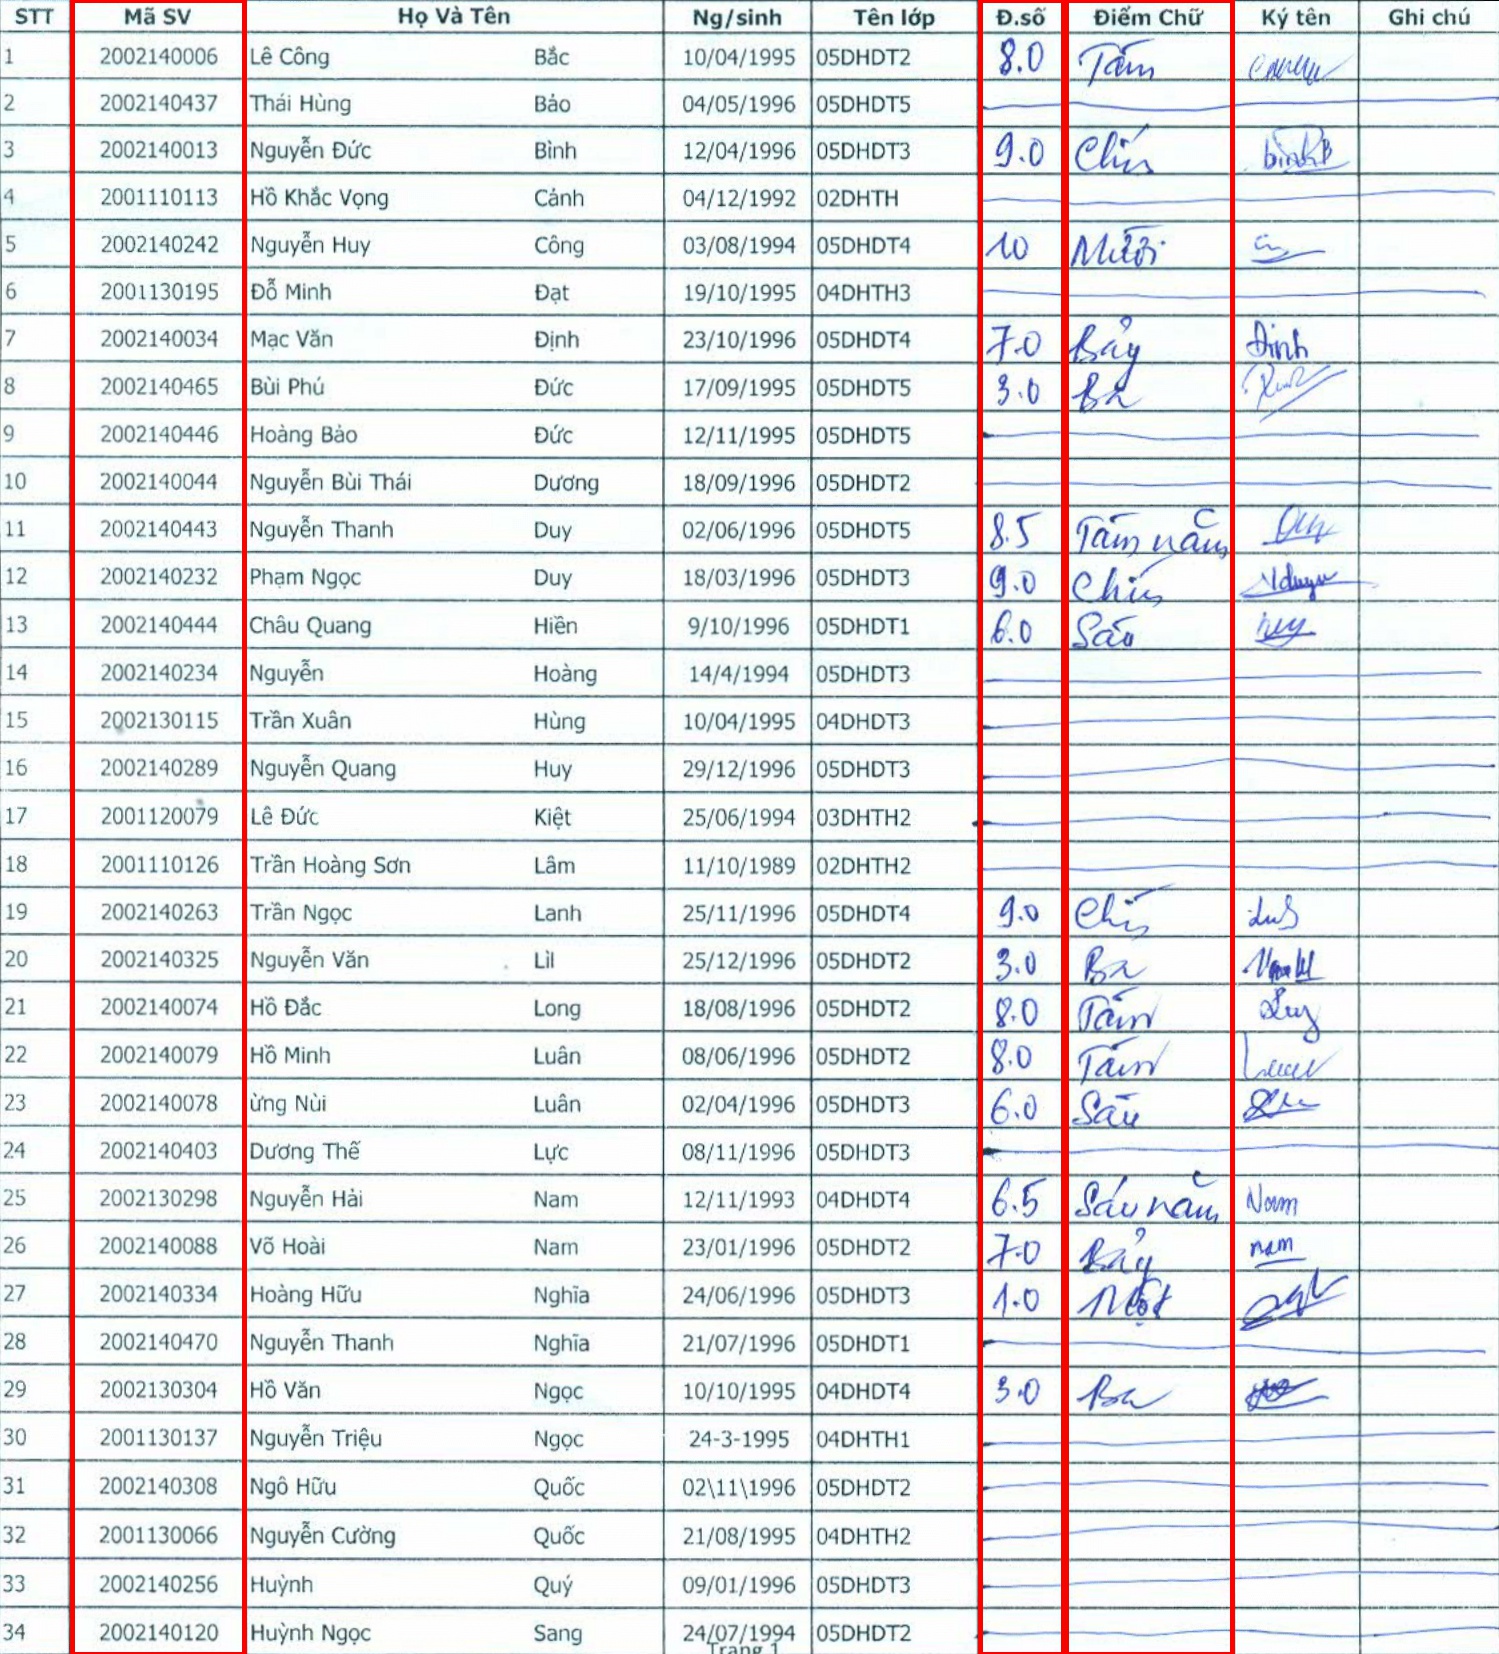 STT Mã SV Họ Và Tên Ng/sinh Tên lớp Đ.số Điểm Chữ Ký tên Ghi chú
1 2002140006 Lê Công Bắc 10/04/1995 05DHDT2 8.0 Tám
2 2002140437 Thái Hùng Bảo 04/05/1996 05DHDT5
3 2002140013 Nguyễn Đức Bình 12/04/1996 05DHDT3 9.0 Chín
4 2001110113 Hồ Khắc Vọng Cảnh 04/12/1992 02DHTH
5 2002140242 Nguyễn Huy Công 03/08/1994 05DHDT4 10 Mười
6 2001130195 Đỗ Minh Đạt 19/10/1995 04DHTH3
7 2002140034 Mạc Văn Định 23/10/1996 05DHDT4 7.0 Bảy Định
8 2002140465 Bùi Phú Đức 17/09/1995 05DHDT5 3.0 Ba
9 2002140446 Hoàng Bảo Đức 12/11/1995 05DHDT5
10 2002140044 Nguyễn Bùi Thái Dương 18/09/1996 05DHDT2
11 2002140443 Nguyễn Thanh Duy 02/06/1996 05DHDT5 8.5 Tám năm
12 2002140232 Phạm Ngọc Duy 18/03/1996 05DHDT3 9.0 Chín
13 2002140444 Châu Quang Hiền 9/10/1996 05DHDT1 6.0 Sáu
14 2002140234 Nguyễn Hoàng 14/4/1994 05DHDT3
15 2002130115 Trần Xuân Hùng 10/04/1995 04DHDT3
16 2002140289 Nguyễn Quang Huy 29/12/1996 05DHDT3
17 2001120079 Lê Đức Kiệt 25/06/1994 03DHTH2
18 2001110126 Trần Hoàng Sơn Lâm 11/10/1989 02DHTH2
19 2002140263 Trần Ngọc Lanh 25/11/1996 05DHDT4 9.0 Chín
20 2002140325 Nguyễn Văn Lil 25/12/1996 05DHDT2 3.0 Ba
21 2002140074 Hồ Đắc Long 18/08/1996 05DHDT2 8.0 Tám
22 2002140079 Hồ Minh Luân 08/06/1996 05DHDT2 8.0 Tám
23 2002140078 ừng Nùi Luân 02/04/1996 05DHDT3 6.0 Sáu
24 2002140403 Dương Thế Lực 08/11/1996 05DHDT3
25 2002130298 Nguyễn Hải Nam 12/11/1993 04DHDT4 6.5 Sáu năm Nam
26 2002140088 Võ Hoài Nam 23/01/1996 05DHDT2 7.0 Bảy nam
27 2002140334 Hoàng Hữu Nghĩa 24/06/1996 05DHDT3 1.0 Một
28 2002140470 Nguyễn Thanh Nghĩa 21/07/1996 05DHDT1
29 2002130304 Hồ Văn Ngọc 10/10/1995 04DHDT4 3.0 Ba
30 2001130137 Nguyễn Triệu Ngọc 24-3-1995 04DHTH1
31 2002140308 Ngô Hữu Quốc 02\11\1996 05DHDT2
32 2001130066 Nguyễn Cường Quốc 21/08/1995 04DHTH2
33 2002140256 Huỳnh Quý 09/01/1996 05DHDT3
34 2002140120 Huỳnh Ngọc Sang 24/07/1994 05DHDT2
Trang 1